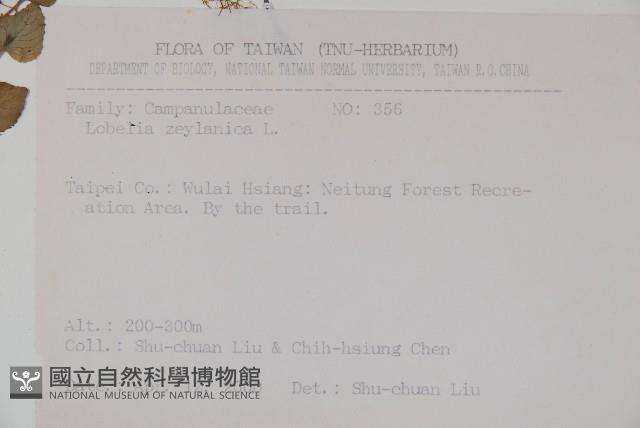 FLORA OF TAIWAN (TNU-HERBARIUM)
DEPARTMENT OF BIOLOGY, NATIONAL TAIWAN NORMAL UNIVERSITY, TAIWAN R.O.CHINA
Family: Campanulaceae NO: 356
Lobelia zeylanica L.
Taipei Co.: Wulai Hsiang: Neitung Forest Recre-
ation Area. By the trail.
Alt.: 200-300m
Coll.: Shu-chuan Liu & Chih-hsiung Chen
Det.: Shu-chuan Liu
國立自然科學博物館
NATIONAL MUSEUM OF NATURAL SCIENCE